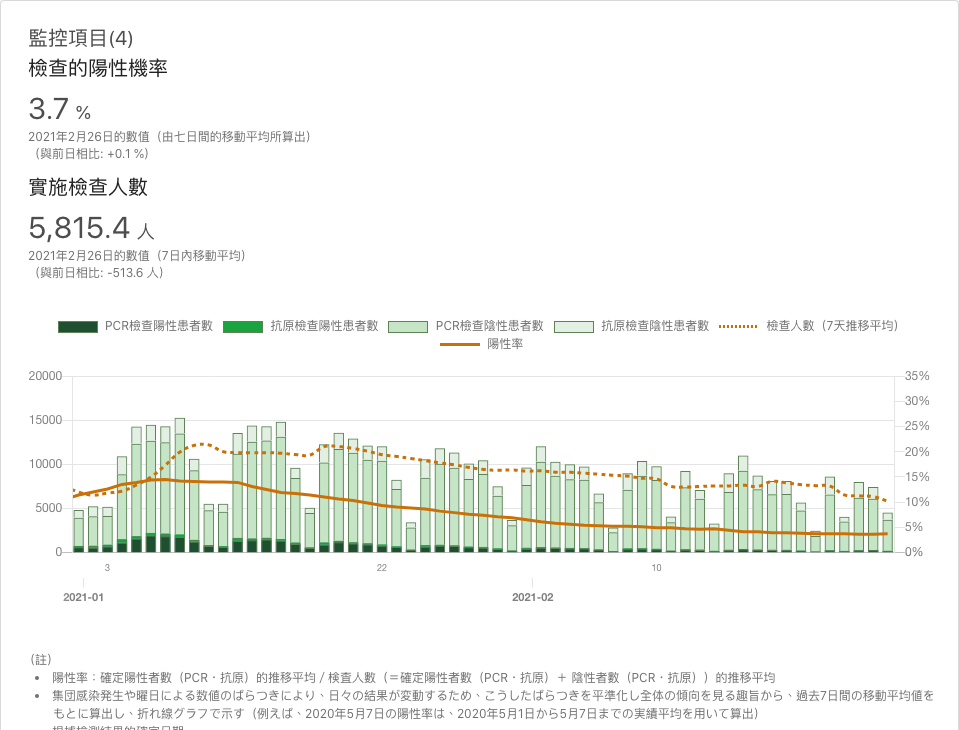 監控項目(4)
檢查的陽性機率
3.7 %
2021年2月26日的數值（由七日間的移動平均所算出）
（與前日相比: +0.1 %）
實施檢查人數
5,815.4 人
2021年2月26日的數值（7日內移動平均）
（與前日相比: -513.6 人）
PCR檢查陽性患者數 抗原檢查陽性患者數 PCR檢查陰性患者數 抗原檢查陰性患者數 檢查人數（7天推移平均）
陽性率
20000 35%
30%
15000 25%
20%
10000 15%
10%
5000 5%
0 0%
3 22 10
2021-01 2021-02
（註）
• 陽性率：確定陽性者數（PCR・抗原）的推移平均 / 検査人數（＝確定陽性者數（PCR・抗原）＋ 陰性者數（PCR・抗原））的推移平均
• 集団感染発生や曜日による数値のばらつきにより、日々の結果が変動するため、こうしたばらつきを平準化し全体の傾向を見る趣旨から、過去7日間の移動平均値を
もとに算出し、折れ線グラフで示す（例えば、2020年5月7日の陽性率は、2020年5月1日から5月7日までの実績平均を用いて算出）